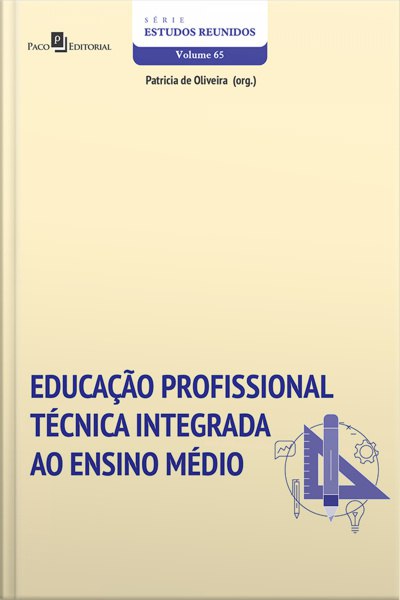 SÉRIE
ESTUDOS REUNIDOS
Volume 65
PACO P EDITORIAL
Patricia de Oliveira (org.)
EDUCAÇÃO PROFISSIONAL
TÉCNICA INTEGRADA
AO ENSINO MÉDIO